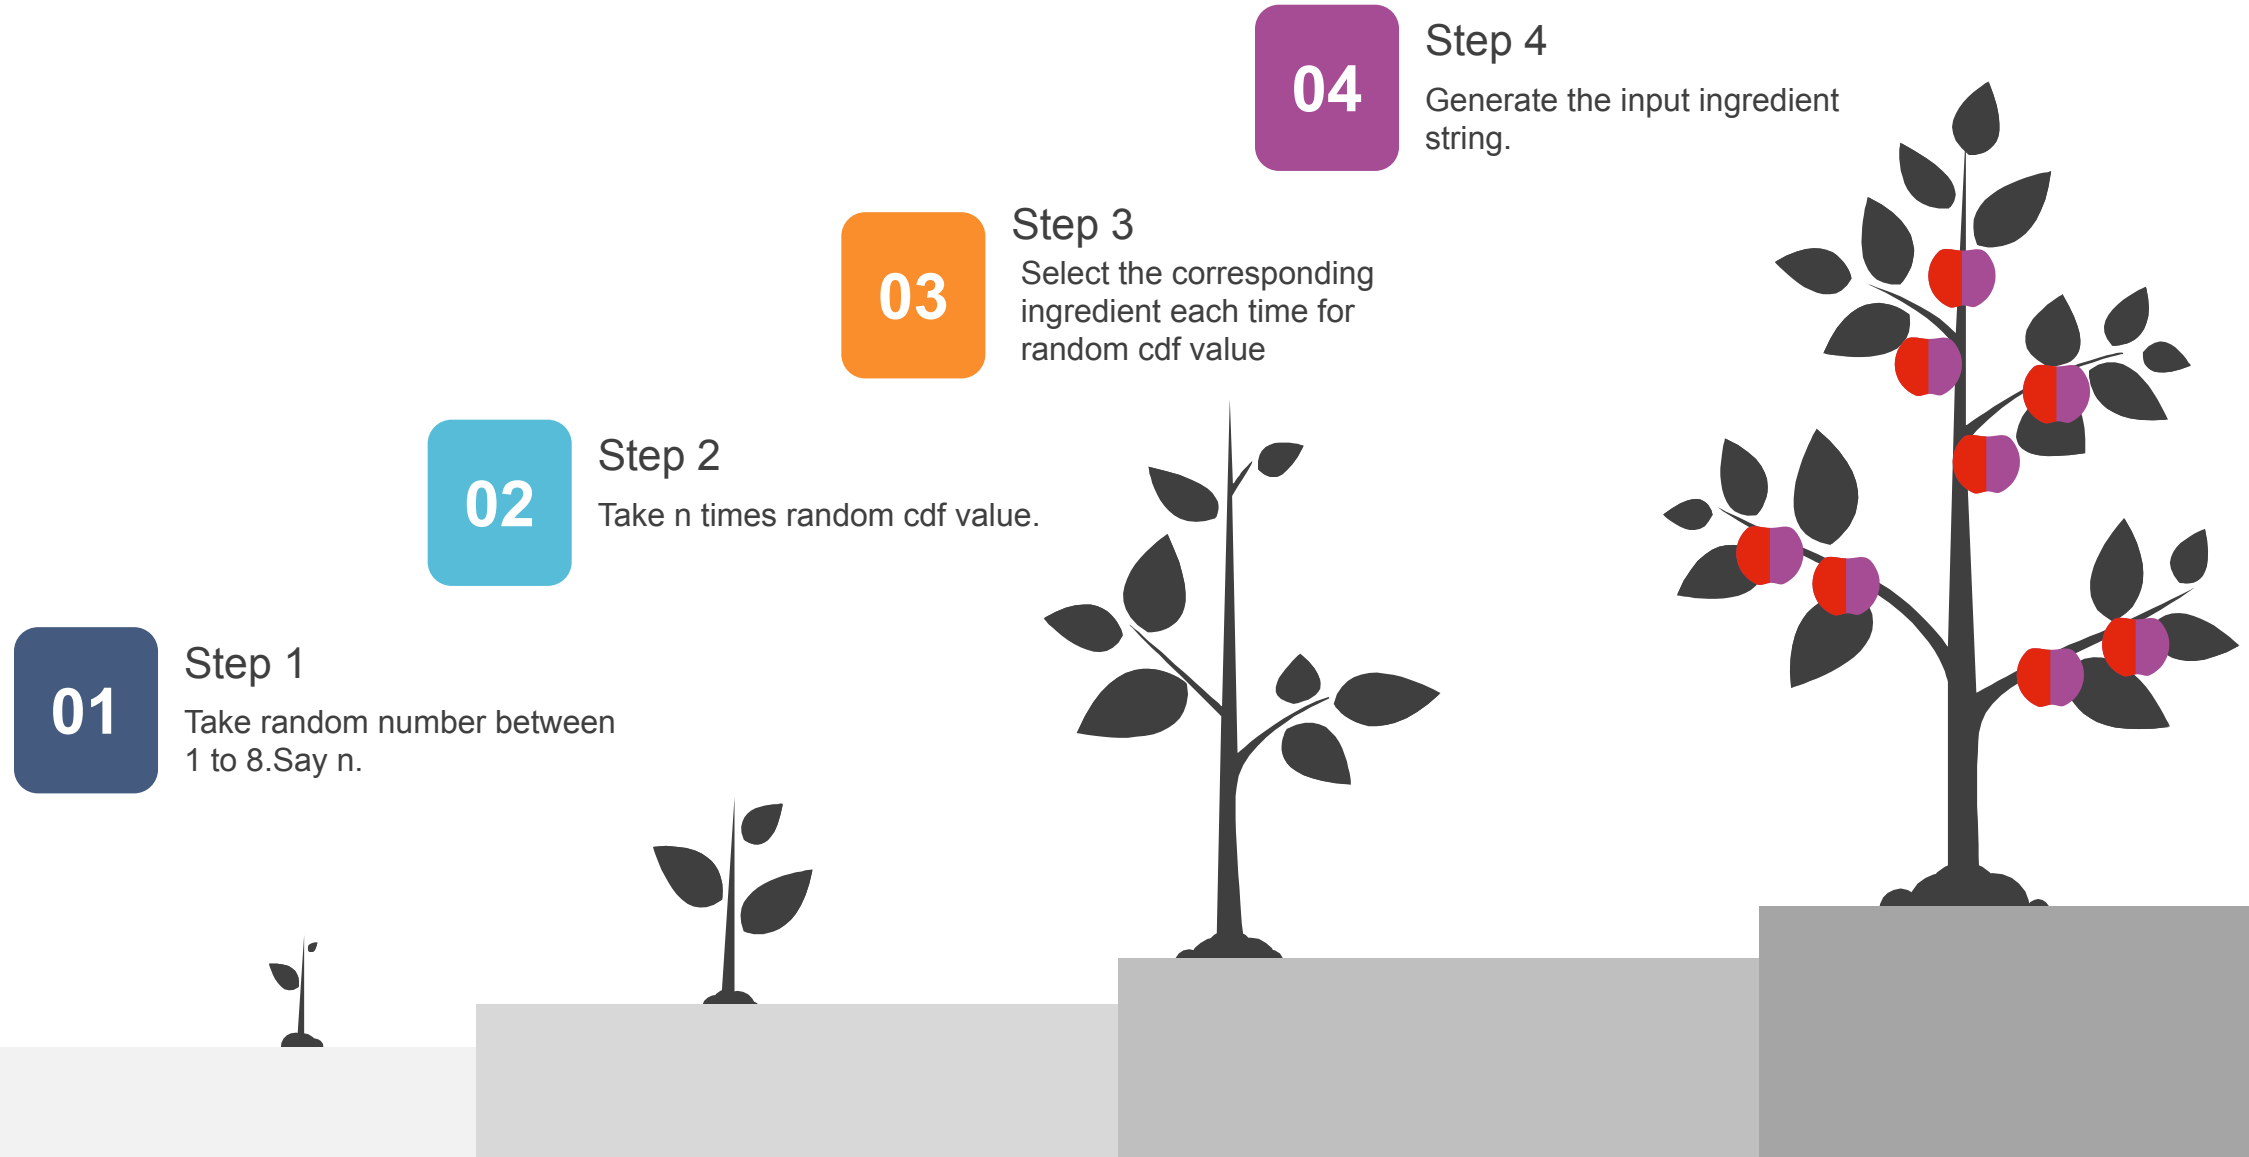 01
Step 1
Take random number between
1 to 8.Say n.
02
Step 2
Take n times random cdf value.
03
Step 3
Select the corresponding
ingredient each time for
random cdf value
04
Step 4
Generate the input ingredient
string.